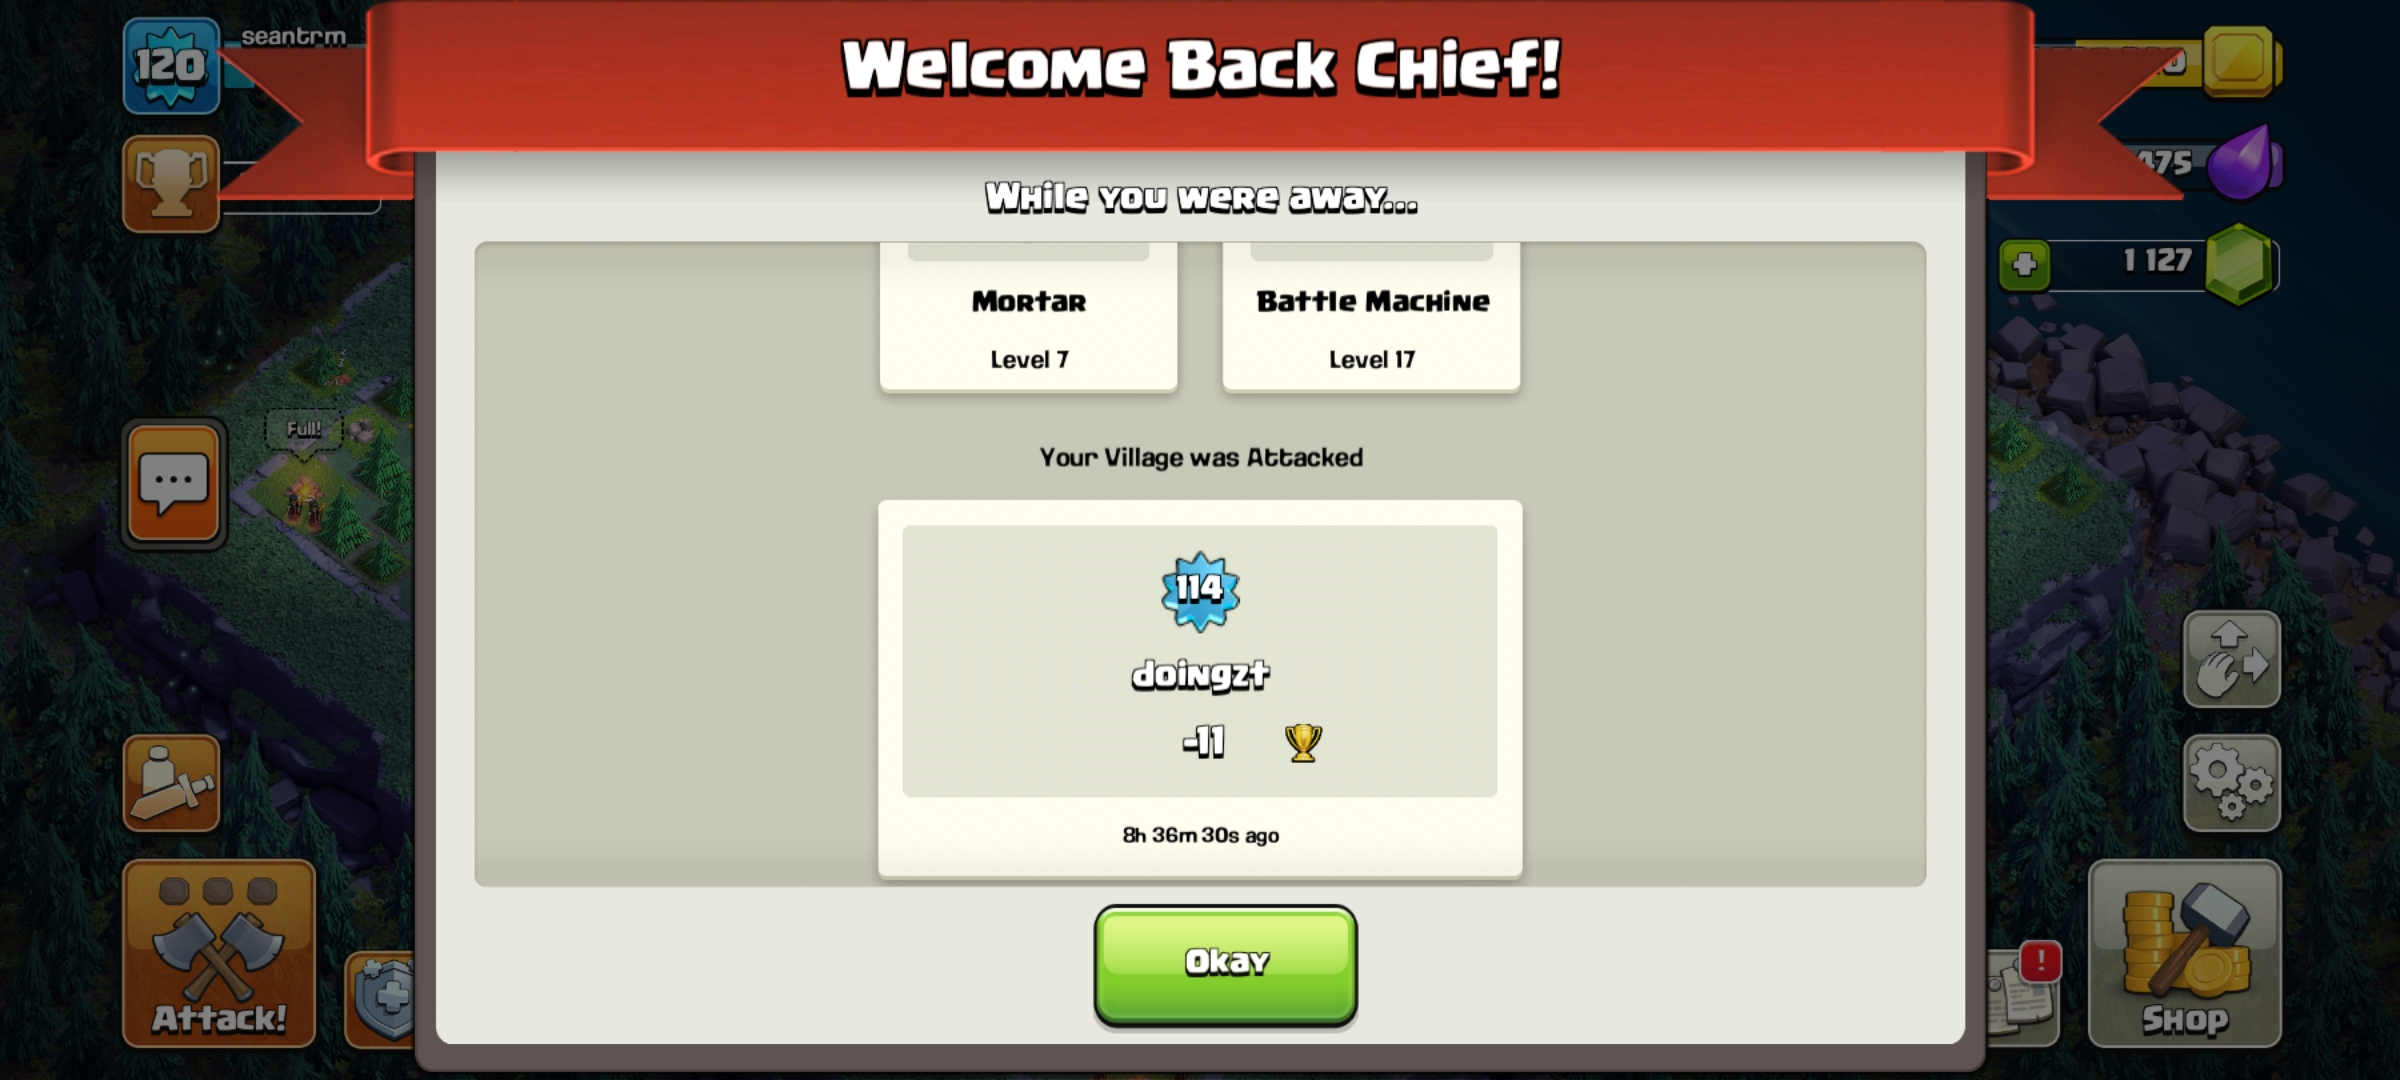 120
seantrm
Welcome Back Chief!
While you were away...
475
1 127
Mortar
Level 7
Battle Machine
Level 17
Full!
Your Village was Attacked
114
doingzt
-11
8h 36m 30s ago
Okay
Attack!
!
Shop